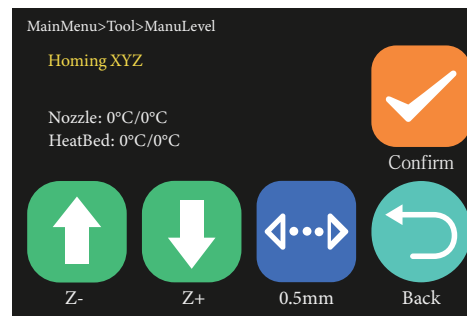 MainMenu>Tool>ManuLevel
Homing XYZ
Nozzle: 0°C/0°C
HeatBed: 0°C/0°C
Confirm
Z-
Z+
0.5mm
Back